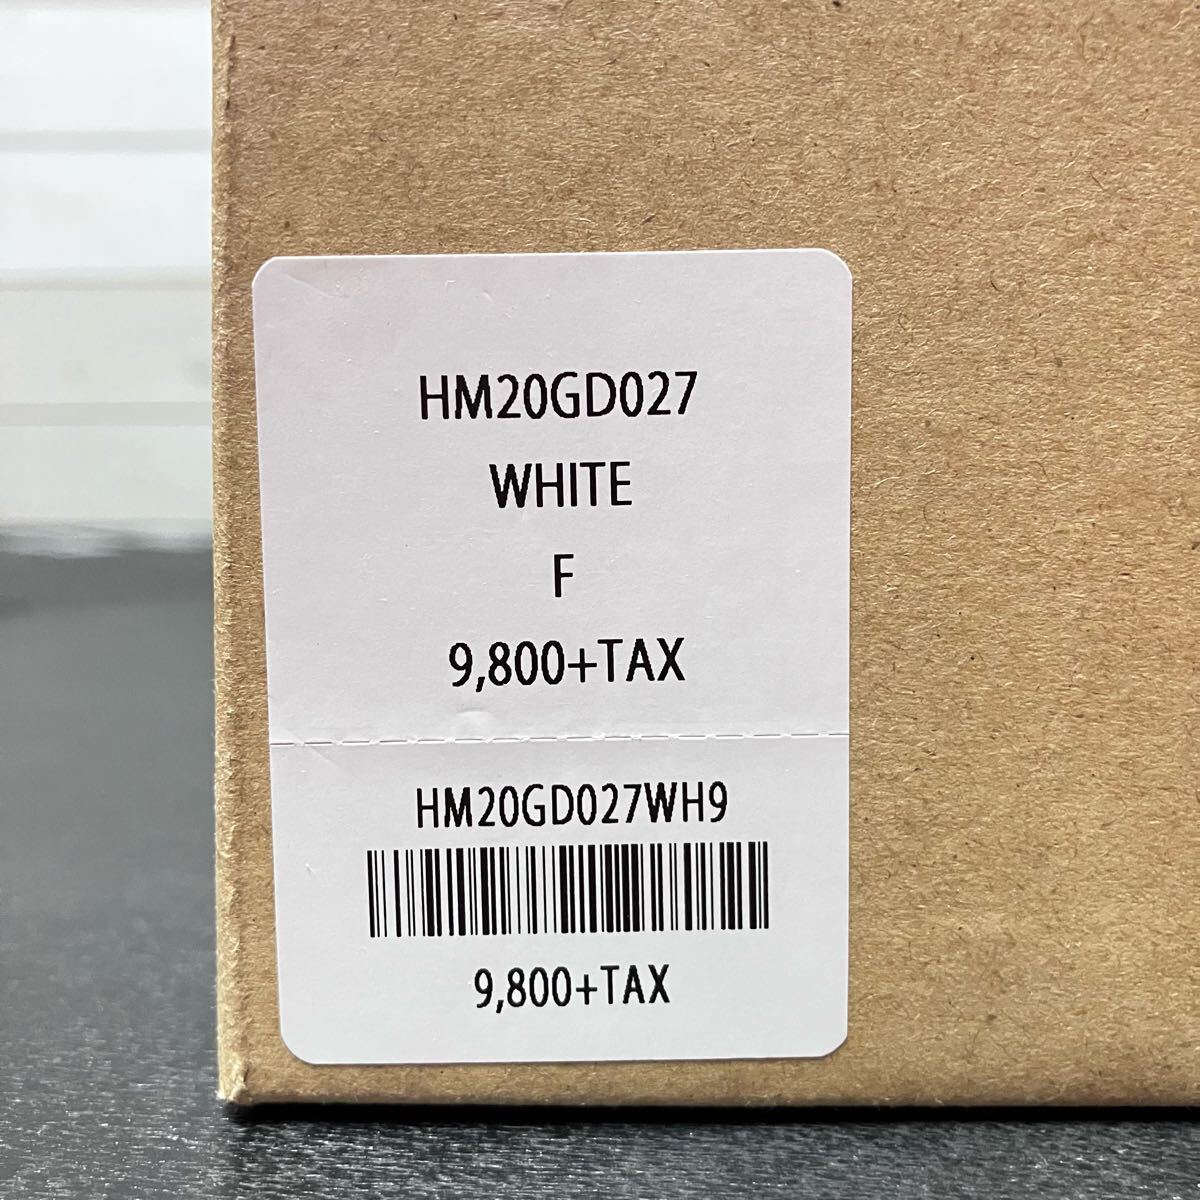 HM20GD027
WHITE
F
9,800+TAX
HM20GD027WH9
9,800+TAX